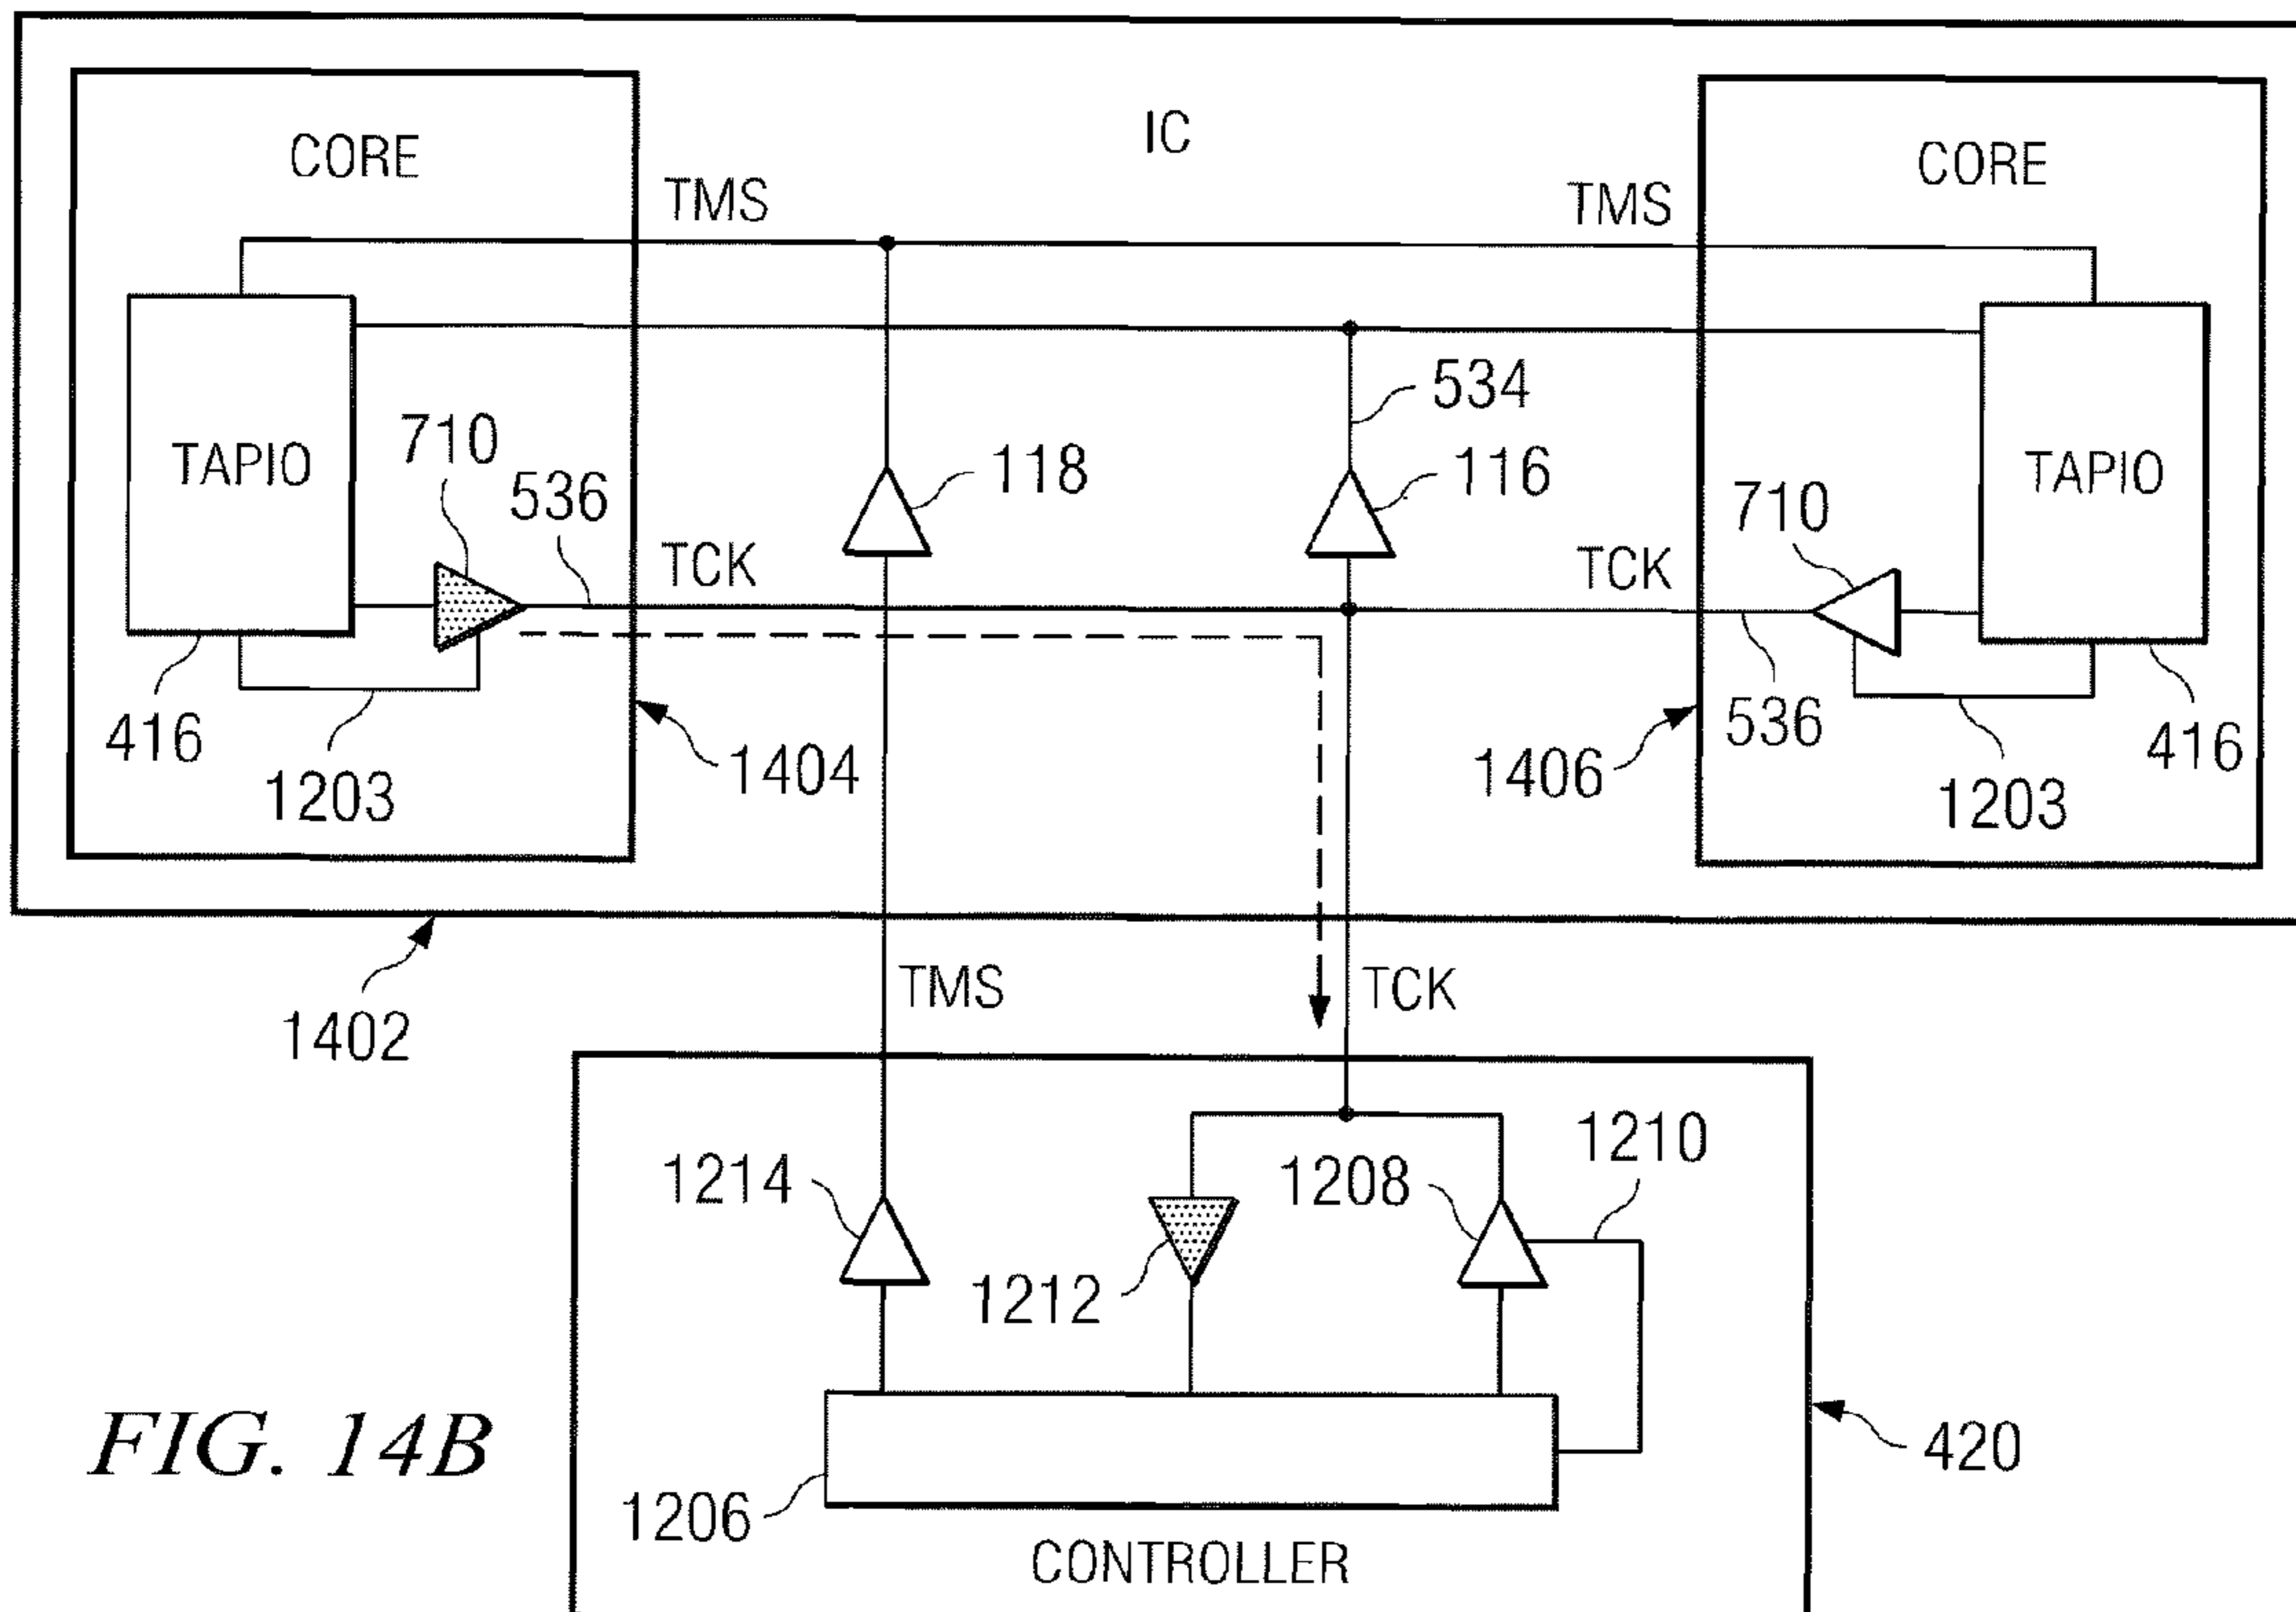 IC
CORE
CORE
TMS
TMS
534
710
118
116
TAPIO
TAPIO
536
710
TCK
TCK
416
1404
1406
536
416
1203
1203
TMS
TCK
1402
1214
1208
1210
1212
FIG. 14B
420
1206
CONTROLLER